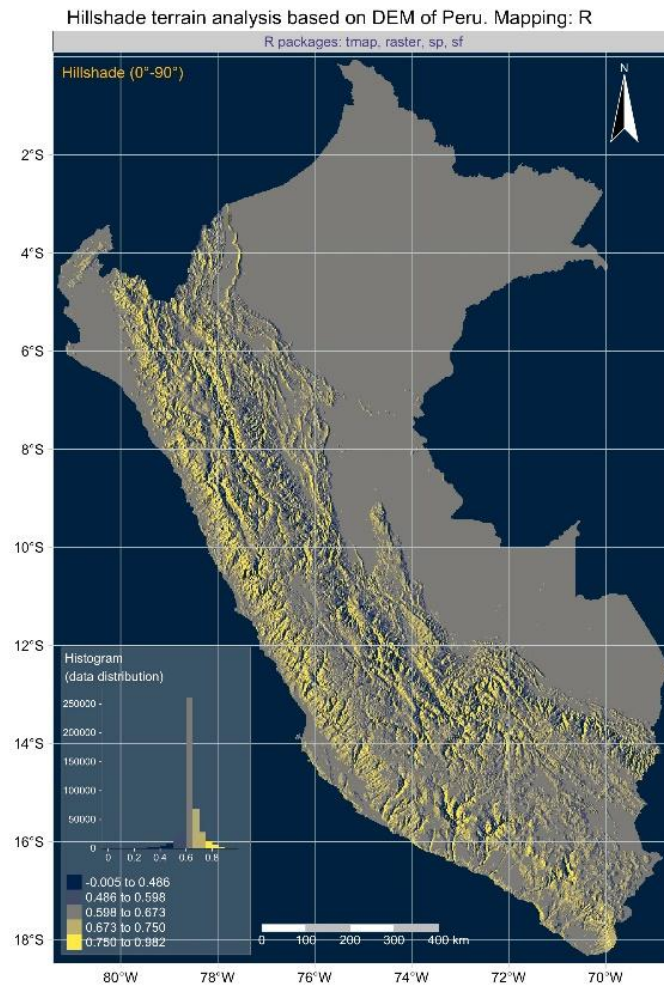 Hillshade terrain analysis based on DEM of Peru. Mapping: R
R packages: tmap, raster, sp, sf
Hillshade (0°-90°)
N
2°S
4°S
6°S
8°S
10°S
12°S
14°S
16°S
18°S
Histogram
(data distribution)
250000
200000
150000
100000
50000
0
0 0.2 0.4 0.6 0.8
-0.005 to 0.486
0.486 to 0.598
0.598 to 0.673
0.673 to 0.750
0.750 to 0.982
0 100 200 300 400 km
80°W 78°W 76°W 74°W 72°W 70°W